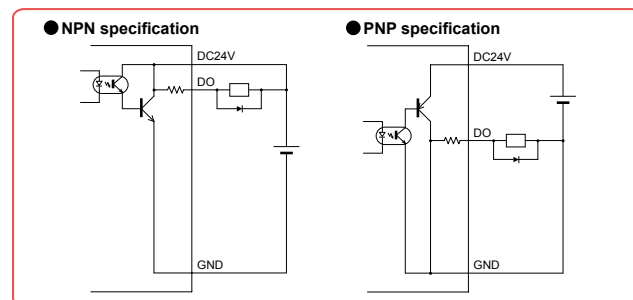 ● NPN specification
DC24V
DO
GND
● PNP specification
DC24V
DO
GND